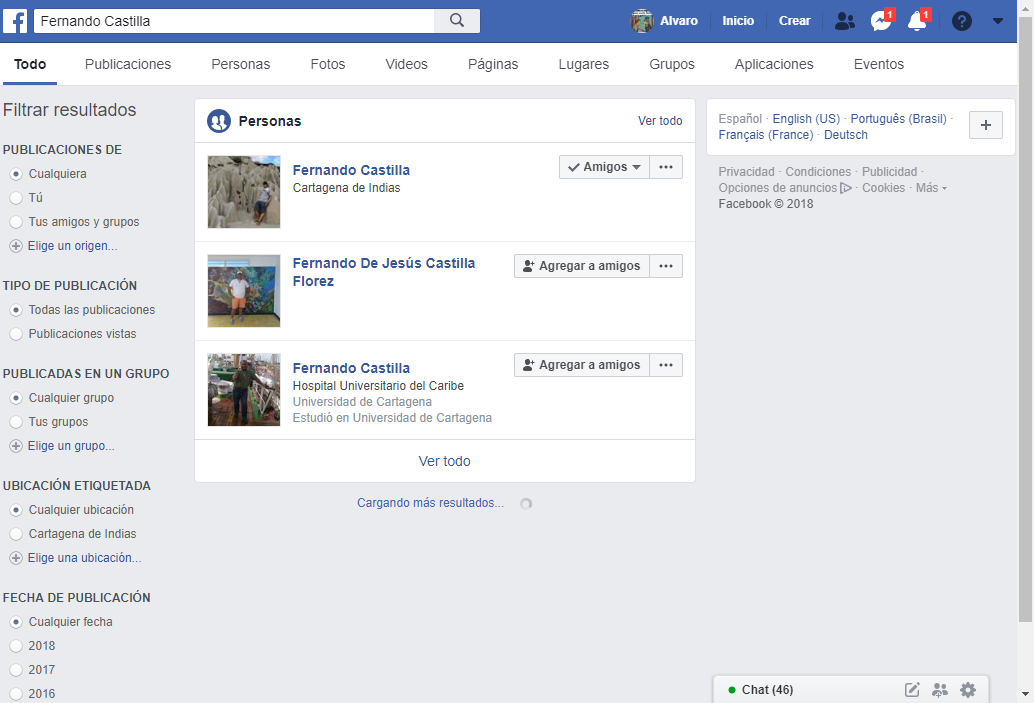 f
Fernando Castilla
Alvaro
Inicio
Crear
1
1
?
Todo
Publicaciones
Personas
Fotos
Videos
Páginas
Lugares
Grupos
Aplicaciones
Eventos
Filtrar resultados
PUBLICACIONES DE
Cualquiera
Tú
Tus amigos y grupos
Elige un origen...
TIPO DE PUBLICACIÓN
Todas las publicaciones
Publicaciones vistas
PUBLICADAS EN UN GRUPO
Cualquier grupo
Tus grupos
Elige un grupo...
UBICACIÓN ETIQUETADA
Cualquier ubicación
Cartagena de Indias
Elige una ubicación...
FECHA DE PUBLICACIÓN
Cualquier fecha
2018
2017
2016
Personas
Ver todo
Fernando Castilla
Cartagena de Indias
Amigos
Fernando De Jesús Castilla
Florez
Agregar a amigos
Fernando Castilla
Hospital Universitario del Caribe
Universidad de Cartagena
Estudió en Universidad de Cartagena
Agregar a amigos
Ver todo
Cargando más resultados...
Español · English (US) · Português (Brasil) ·
Français (France) · Deutsch
Privacidad · Condiciones · Publicidad ·
Opciones de anuncios · Cookies · Más
Facebook © 2018
Chat (46)